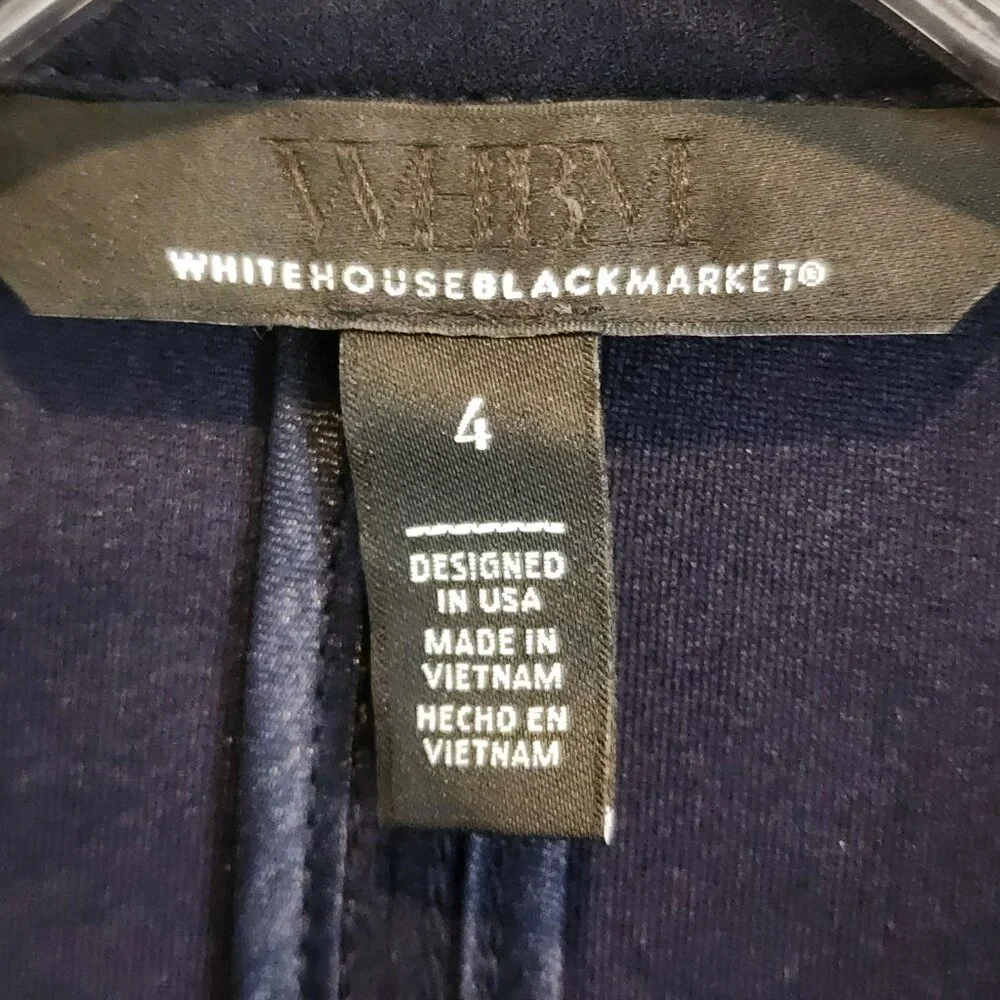 WHBM
WHITEHOUSEBLACKMARKET®
4
DESIGNED
IN USA
MADE IN
VIETNAM
HECHO EN
VIETNAM